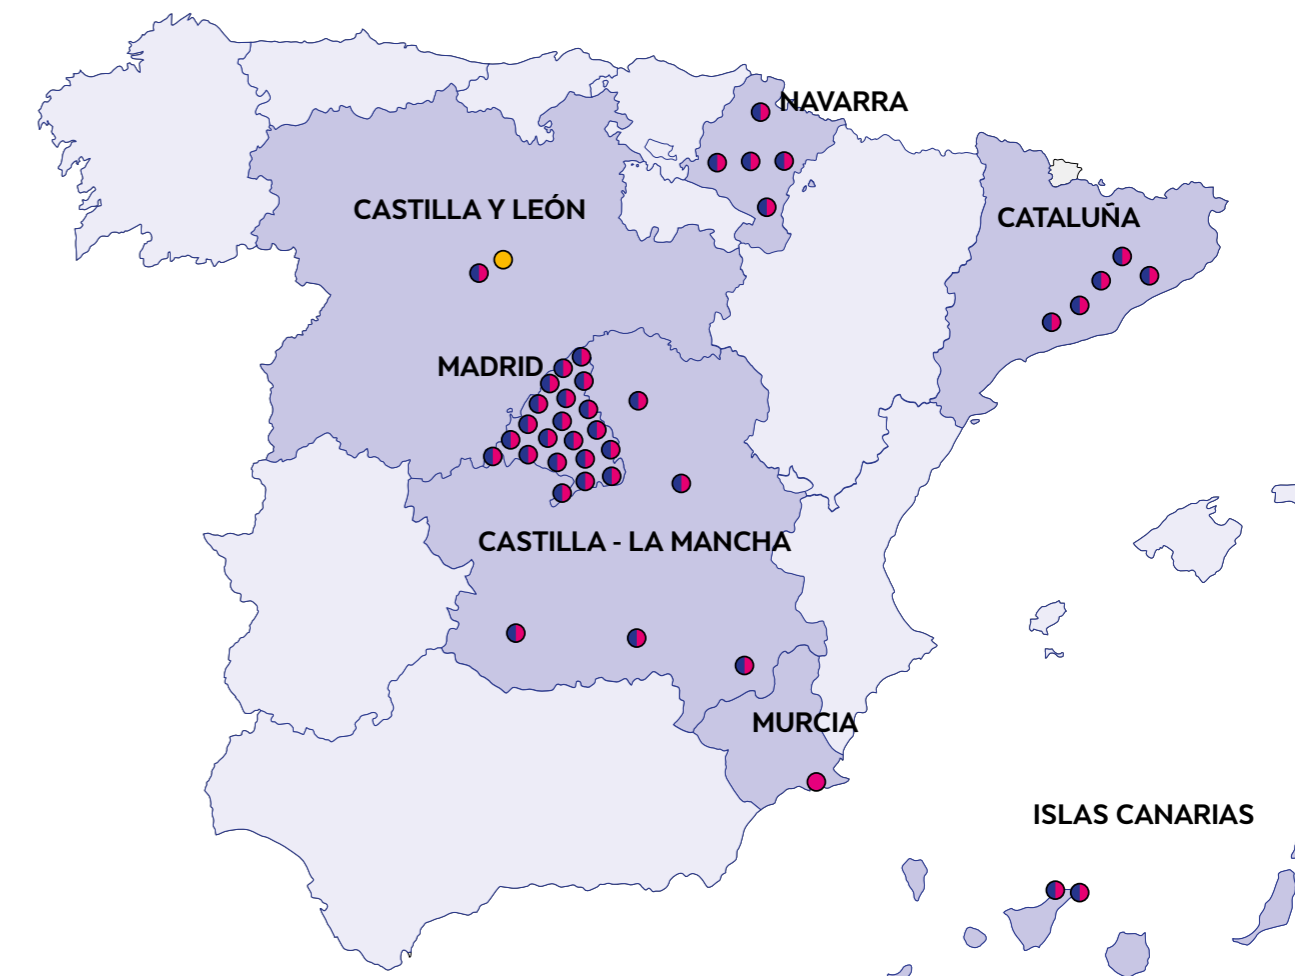 NAVARRA
CASTILLA Y LEÓN
CATALUÑA
MADRID
CASTILLA - LA MANCHA
MURCIA
ISLAS CANARIAS